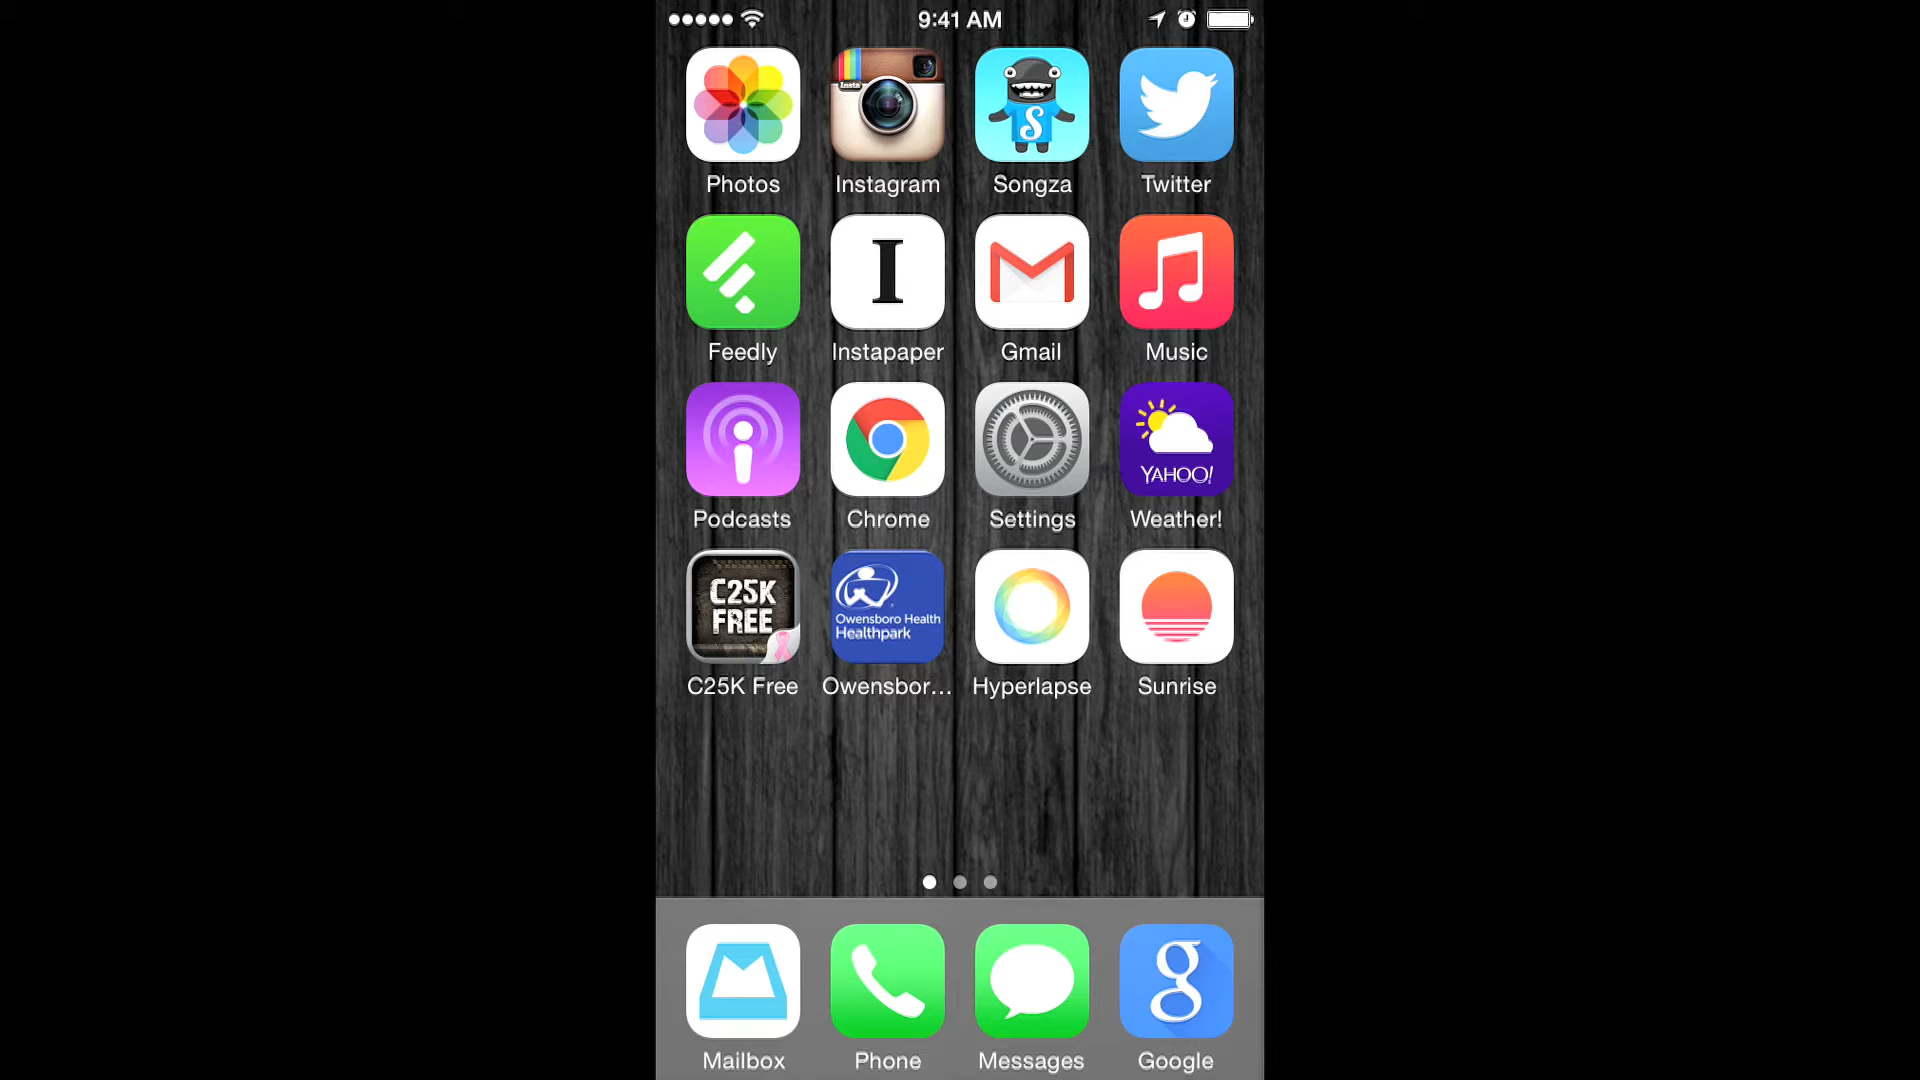 9:41 AM
Insta
S
Photos Instagram Songza Twitter
I
Feedly Instapaper Gmail Music
YAHOO!
Podcasts Chrome Settings Weather!
C25K
FREE
Owensboro Health
Healthpark
C25K Free Owensbor... Hyperlapse Sunrise
g
Mailbox Phone Messages Google